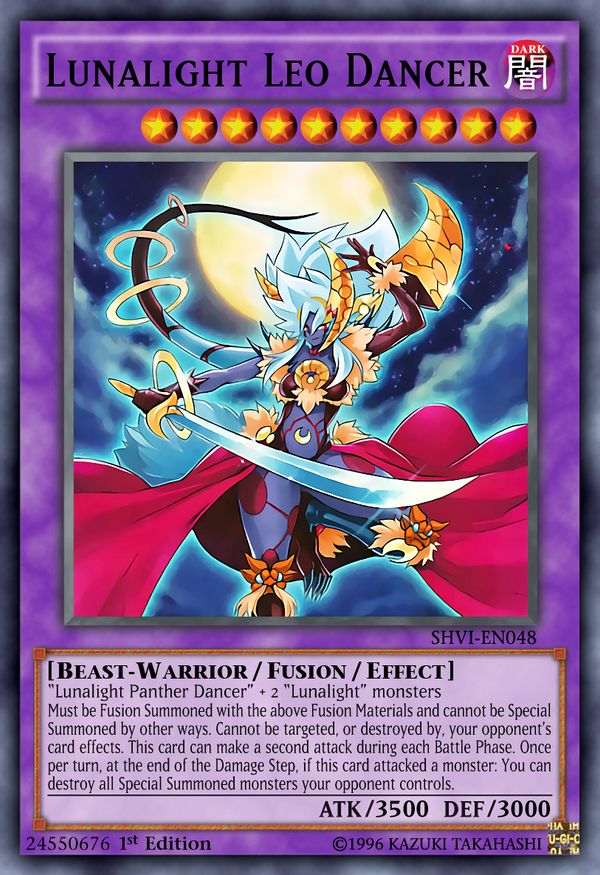 LUNALIGHT LEO DANCER
DARK
闇
SHVI-EN048
[BEAST-WARRIOR / FUSION / EFFECT]
"Lunalight Panther Dancer" + 2 "Lunalight" monsters
Must be Fusion Summoned with the above Fusion Materials and cannot be Special
Summoned by other ways. Cannot be targeted, or destroyed by, your opponent's
card effects. This card can make a second attack during each Battle Phase. Once
per turn, at the end of the Damage Step, if this card attacked a monster: You can
destroy all Special Summoned monsters your opponent controls.
ATK/3500 DEF/3000
24550676 1st Edition ©1996 KAZUKI TAKAHASHI